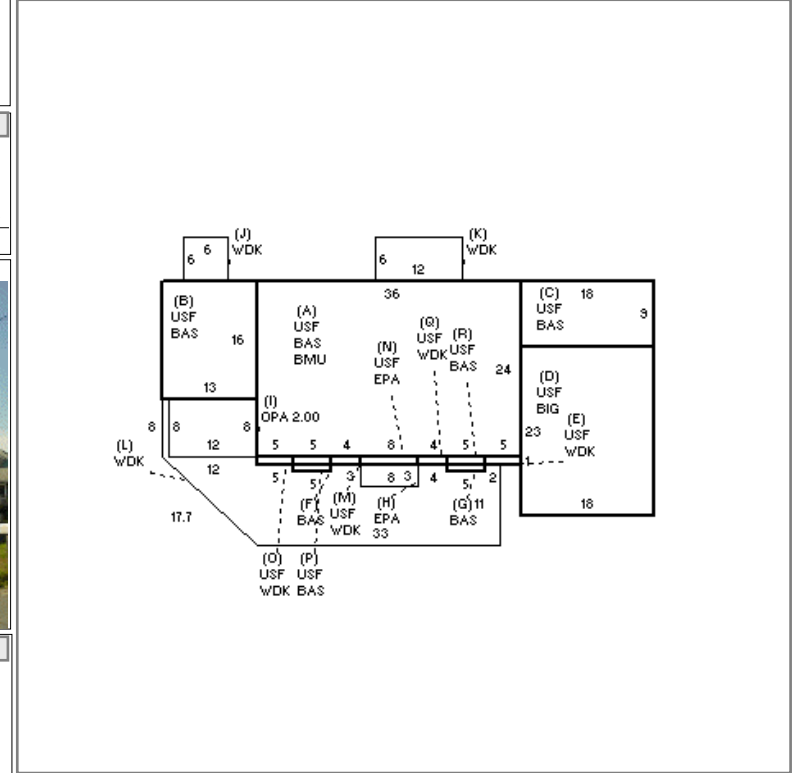 (J)
WDK
6
6
(K)
WDK
6
12
(B)
USF
BAS
16
13
36
(A)
USF
BAS
BMU
(N)
USF
EPA
(Q)
USF
WDK
(R)
USF
BAS
24
(C)
USF
BAS
18
9
(D)
USF
BIG
23
(E)
USF
WDK
1
18
(I)
OPA 2.00
8
8
8
12
12
(L)
WDK
17.7
5 5 4 8 4 5 5
5 5 3 8 3 4 5 2
(F)
BAS
(M)
USF
WDK
(H)
EPA
33
(G) 11
BAS
(O)
USF
WDK
(P)
USF
BAS